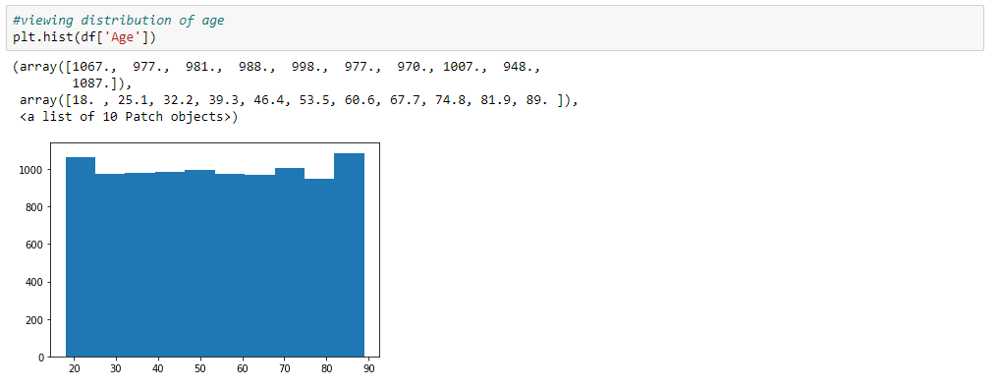 #viewing distribution of age
plt.hist(df['Age'])
(array([1067.,  977.,  981.,  988.,  998.,  977.,  970., 1007.,  948.,
        1087.]),
 array([18. , 25.1, 32.2, 39.3, 46.4, 53.5, 60.6, 67.7, 74.8, 81.9, 89. ]),
 <a list of 10 Patch objects>)
1000
800
600
400
200
0
20 30 40 50 60 70 80 90